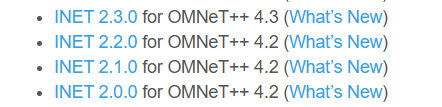 INET 2.3.0 for OMNeT++ 4.3 (What's New)
INET 2.2.0 for OMNeT++ 4.2 (What's New)
INET 2.1.0 for OMNeT++ 4.2 (What's New)
INET 2.0.0 for OMNeT++ 4.2 (What's New)